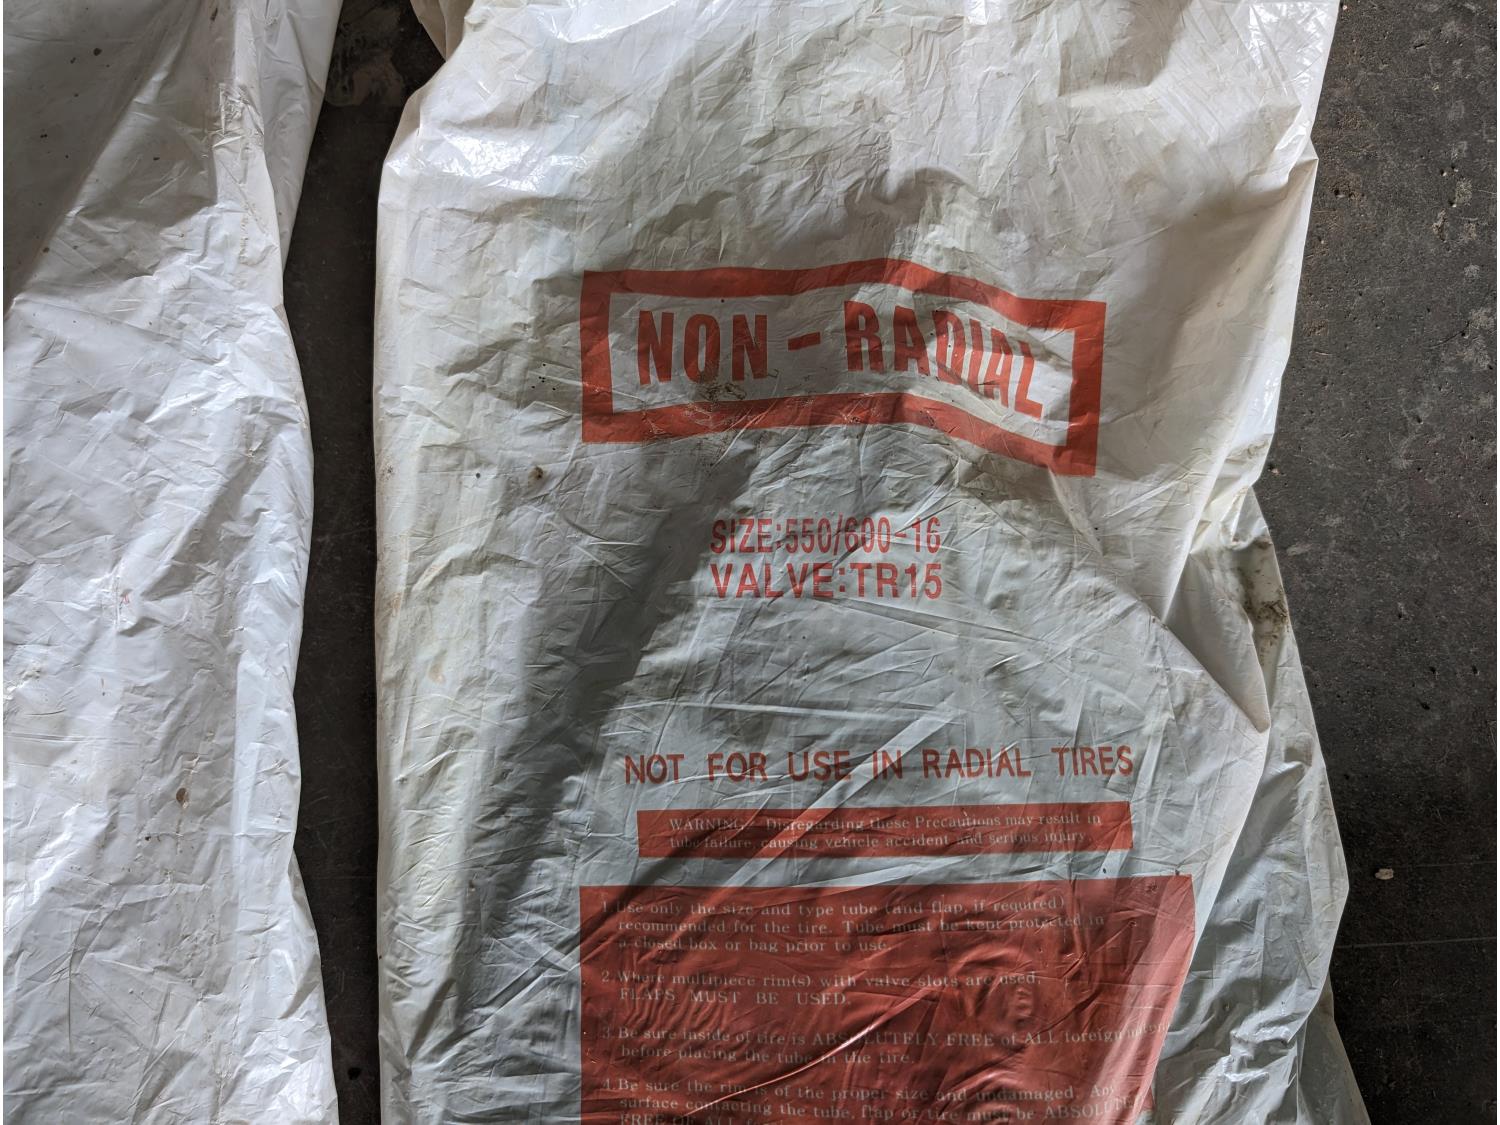 NON-RADIAL
SIZE:550/600-16
VALVE:TR15
NOT FOR USE IN RADIAL TIRES
WARNING - Disregarding these Precautions may result in
tube failure, causing vehicle accident and serious injury.
1.Use only the size and type tube (and flap, if required)
recommended for the tire. Tube must be kept protected in
a closed box or bag prior to use.
2.Where multipiece rim(s) with valve slots are used,
FLAPS MUST BE USED.
3.Be sure inside of tire is ABSOLUTELY FREE of ALL foreign
before placing the tube in the tire.
4.Be sure the rim is of the proper size and undamaged. Any
surface contacting the tube, flap or tire must be
FREE OF ALL